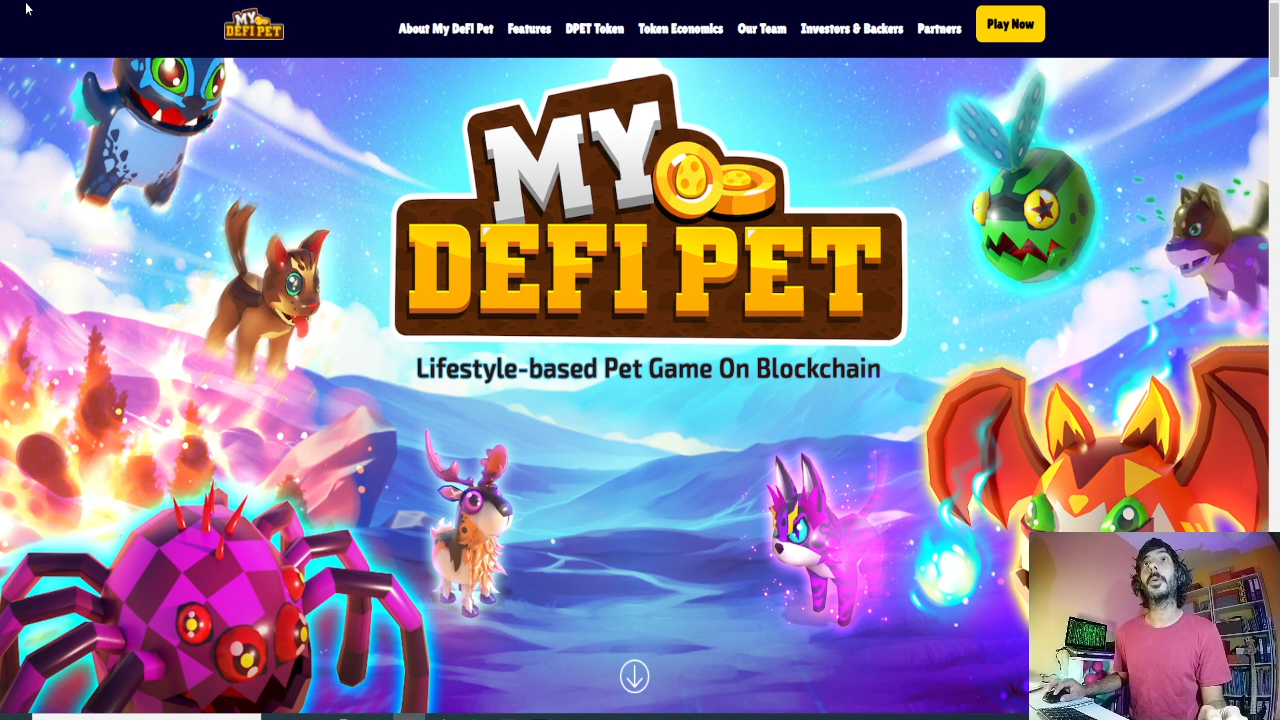 MY
DEFI PET
About My DeFi Pet
Features
DPET Token
Token Economics
Our Team
Investors & Backers
Partners
Play Now
MY
DEFI PET
Lifestyle-based Pet Game On Blockchain